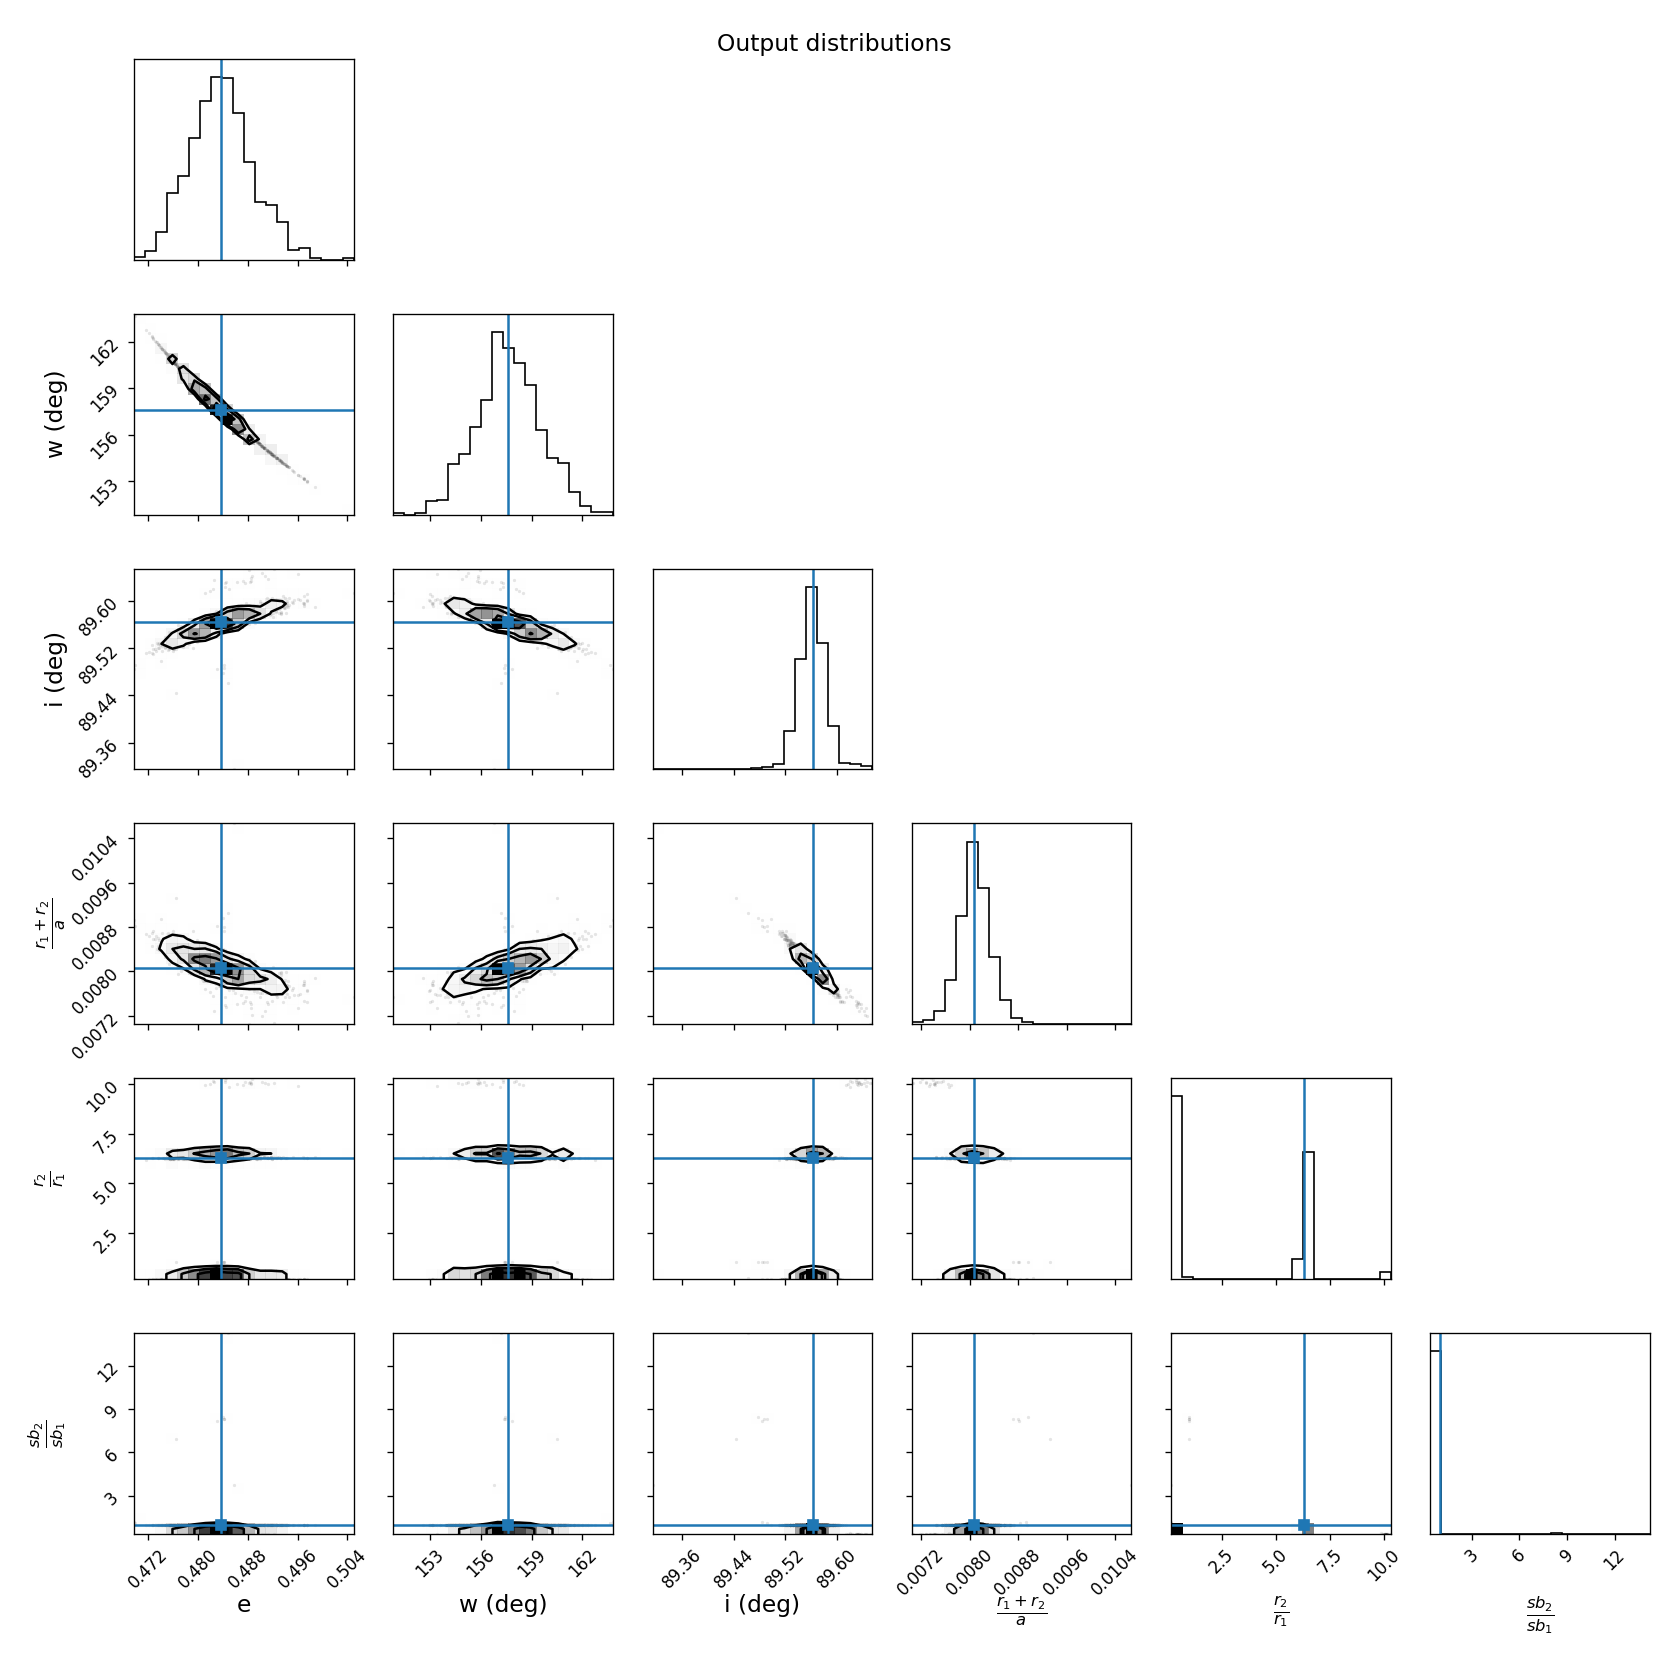 Output distributions
w (deg)
162
159
156
153
i (deg)
89.60
89.52
89.44
89.36
r₁ + r₂
a
0.0104
0.0096
0.0088
0.0080
0.0072
r₂
r₁
10.0
7.5
5.0
2.5
sb₂
sb₁
12
9
6
3
0.472 0.480 0.488 0.496 0.504
153 156 159 162
89.36 89.44 89.52 89.60
0.0072 0.0080 0.0088 0.0096 0.0104
2.5 5.0 7.5 10.0
3 6 9 12
e
w (deg)
i (deg)
r₁ + r₂
a
r₂
r₁
sb₂
sb₁